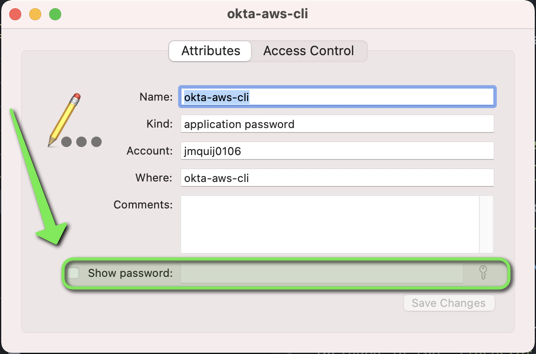 okta-aws-cli
Attributes Access Control
Name: okta-aws-cli
Kind: application password
Account: jmquij0106
Where: okta-aws-cli
Comments:
Show password:
Save Changes